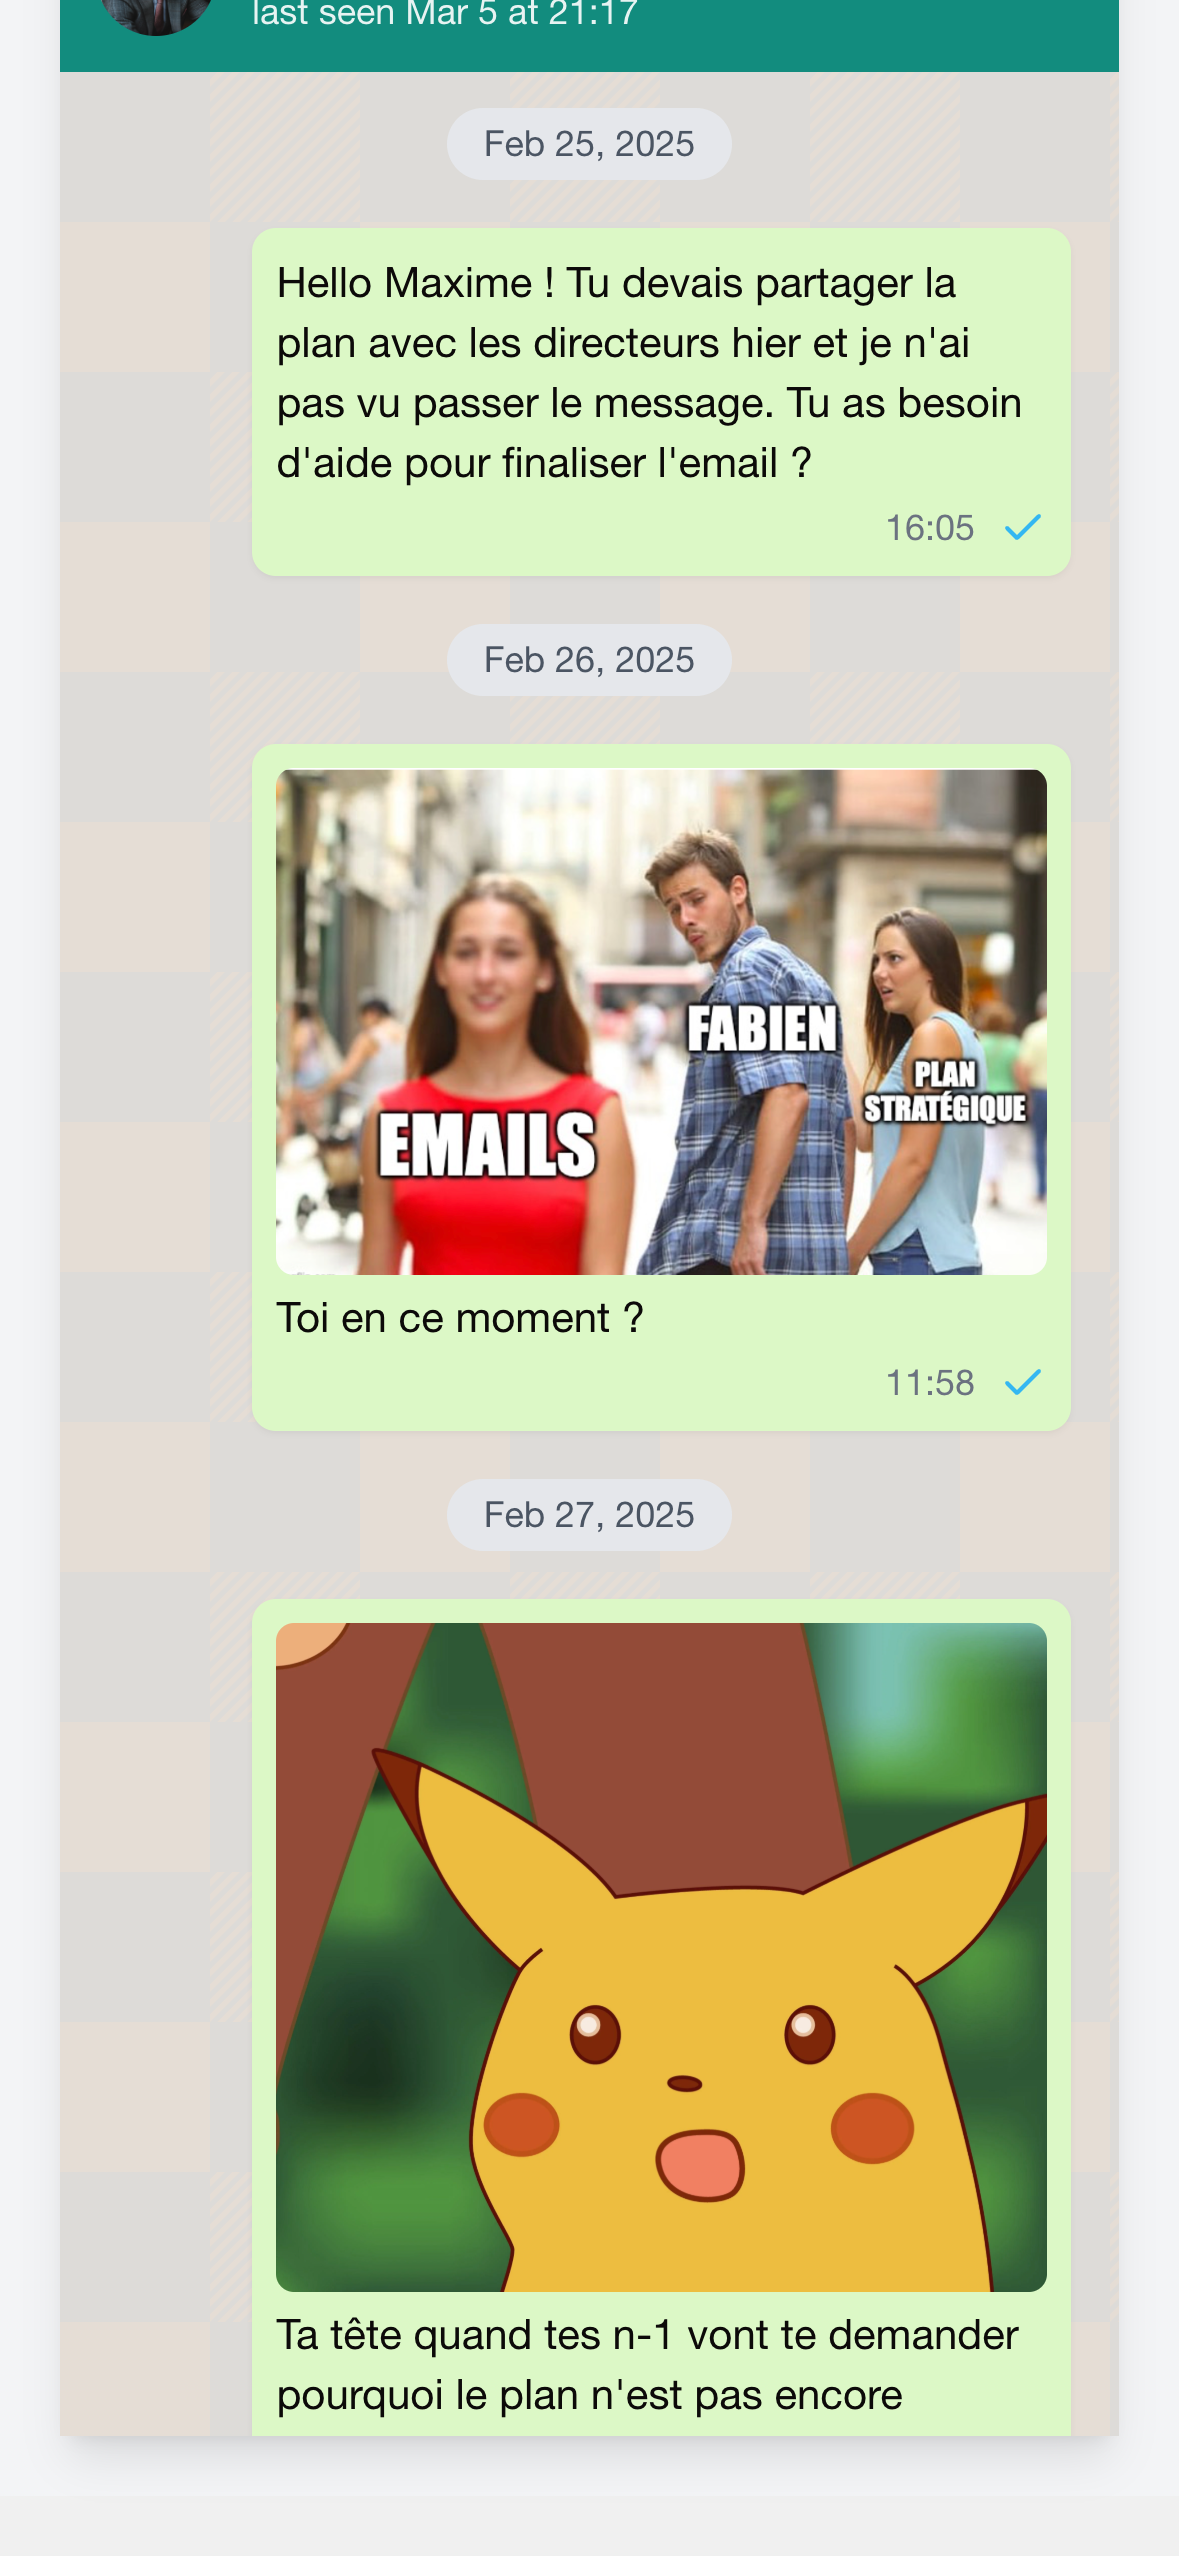 last seen Mar 5 at 21:17
Feb 25, 2025
Hello Maxime ! Tu devais partager la
plan avec les directeurs hier et je n'ai
pas vu passer le message. Tu as besoin
d'aide pour finaliser l'email ?
16:05
Feb 26, 2025
FABIEN
PLAN
STRATÉGIQUE
EMAILS
Toi en ce moment ?
11:58
Feb 27, 2025
Ta tête quand tes n-1 vont te demander
pourquoi le plan n'est pas encore